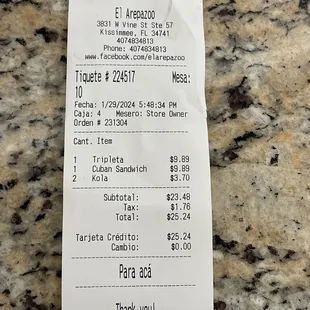 El Arepazoo
3831 W Vine St Ste 57
Kissimmee, FL 34741
4074834813
Phone: 4074834813
www.facebook.com/elarepazoo
Tiquete # 224517 Mesa:
10
Fecha: 1/29/2024 5:48:34 PM
Caja: 4 Mesero: Store Owner
Orden # 231304
Cant. Item
1 Tripleta $9.89
1 Cuban Sandwich $9.89
2 Kola $3.70
Subtotal: $23.48
Tax: $1.76
Total: $25.24
Tarjeta Crédito: $25.24
Cambio: $0.00
Para acá
Thank you!